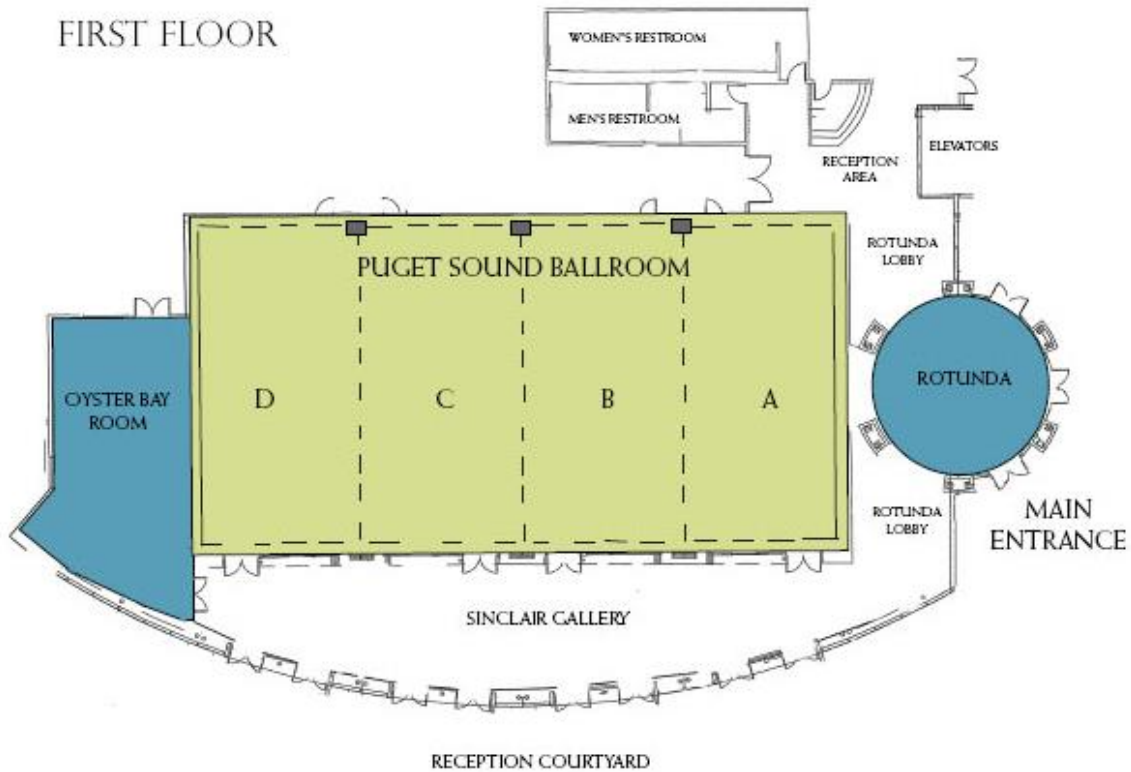 FIRST FLOOR
WOMEN'S RESTROOM
MEN'S RESTROOM
ELEVATORS
RECEPTION
AREA
ROTUNDA
LOBBY
PUGET SOUND BALLROOM
OYSTER BAY
ROOM
D
C
B
A
ROTUNDA
ROTUNDA
LOBBY
MAIN
ENTRANCE
SINCLAIR GALLERY
RECEPTION COURTYARD